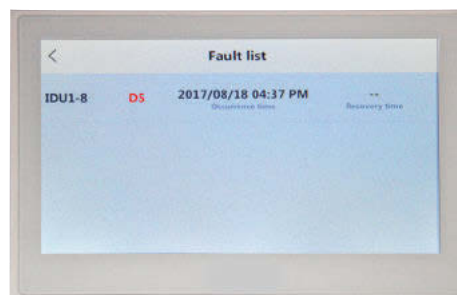 <
Fault list
IDU1-8 D5 2017/08/18 04:37 PM --
Occurrence time Recovery time